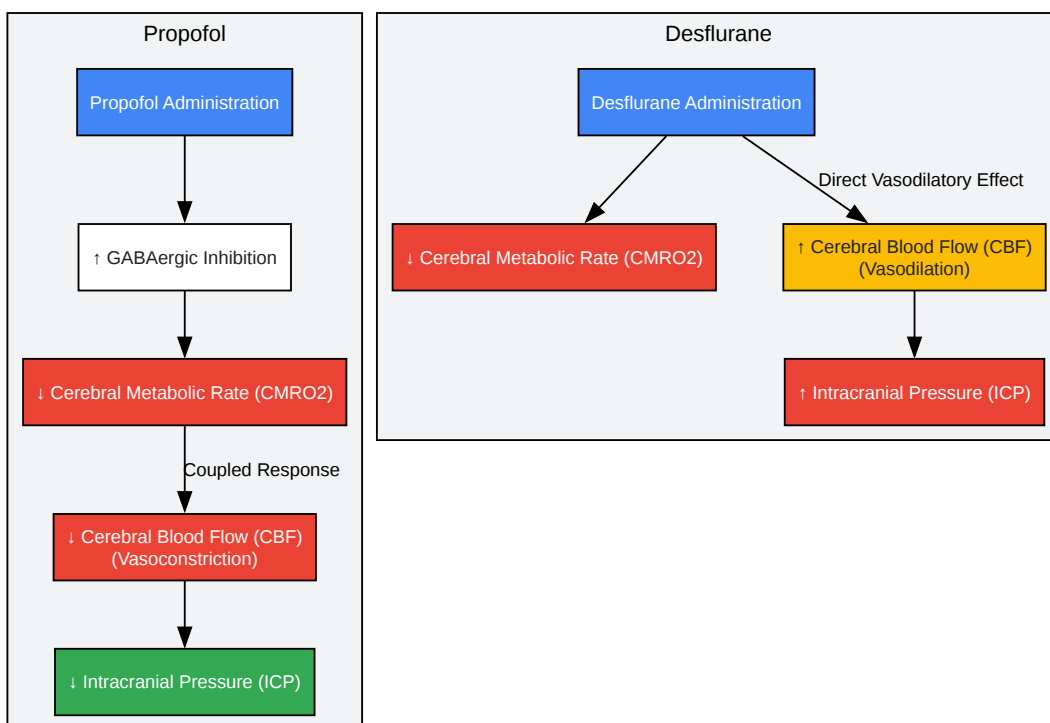 Propofol
Propofol Administration
↑ GABAergic Inhibition
↓ Cerebral Metabolic Rate (CMRO2)
Coupled Response
↓ Cerebral Blood Flow (CBF)
(Vasoconstriction)
↓ Intracranial Pressure (ICP)
Desflurane
Desflurane Administration
Direct Vasodilatory Effect
↓ Cerebral Metabolic Rate (CMRO2)
↑ Cerebral Blood Flow (CBF)
(Vasodilation)
↑ Intracranial Pressure (ICP)